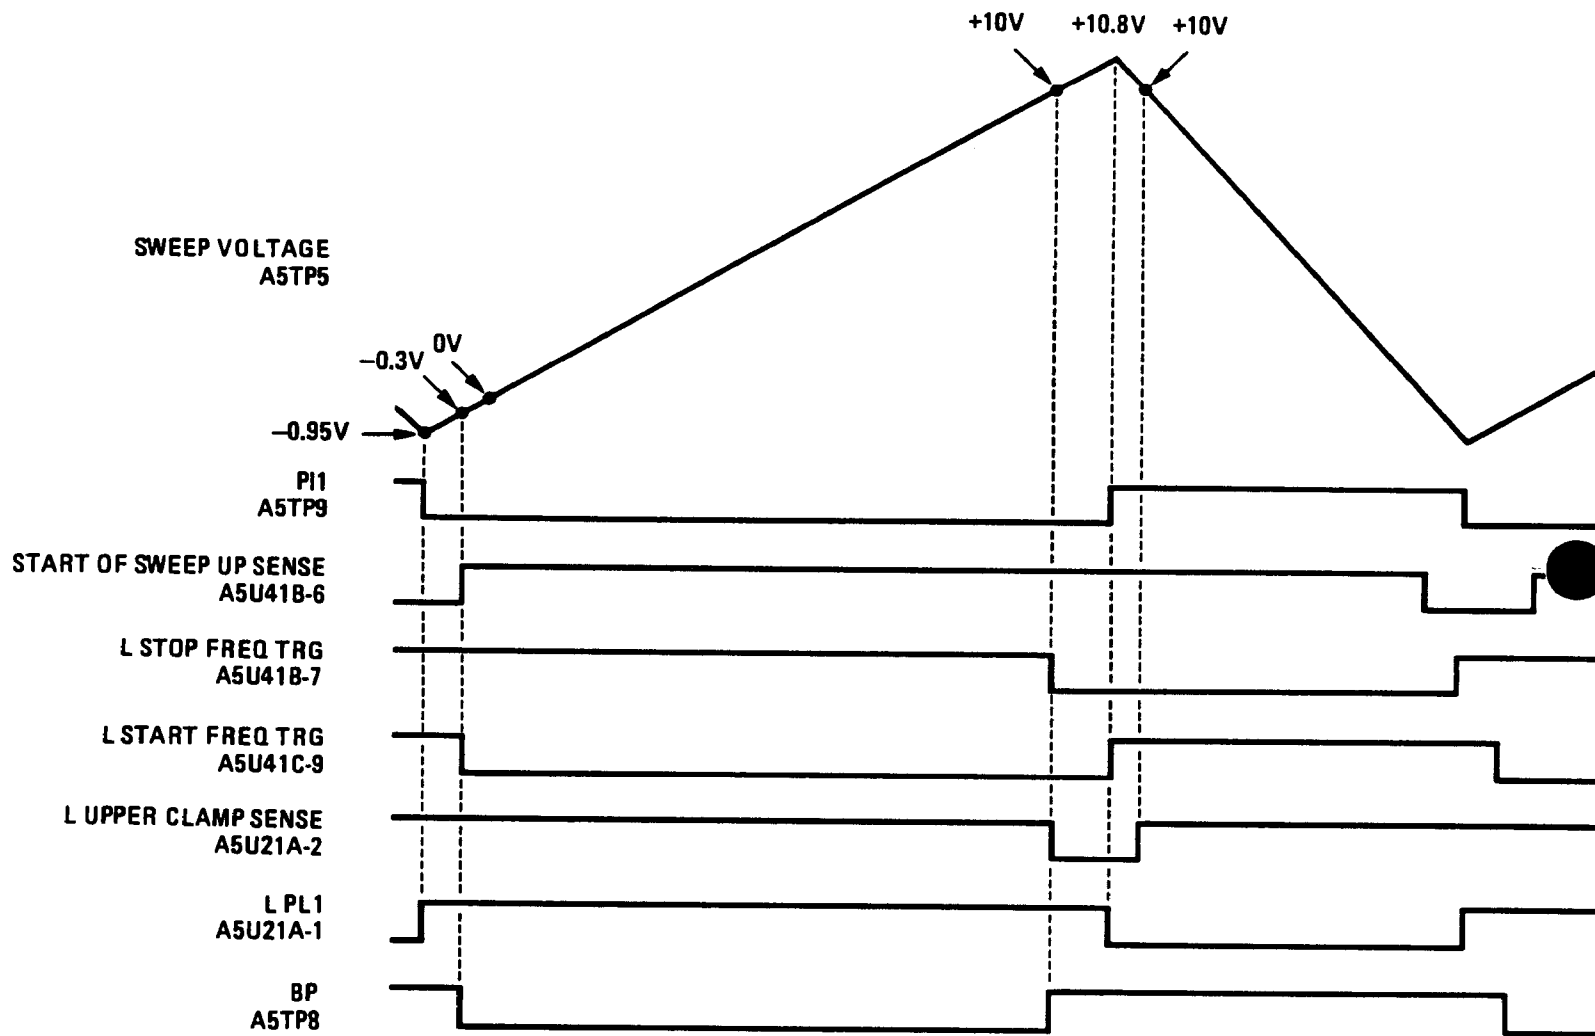 +10V +10.8V +10V
SWEEP VOLTAGE
A5TP5
0V
−0.3V
−0.95V
PI1
A5TP9
START OF SWEEP UP SENSE
A5U41B-6
L STOP FREQ TRG
A5U41B-7
L START FREQ TRG
A5U41C-9
L UPPER CLAMP SENSE
A5U21A-2
L PL1
A5U21A-1
BP
A5TP8